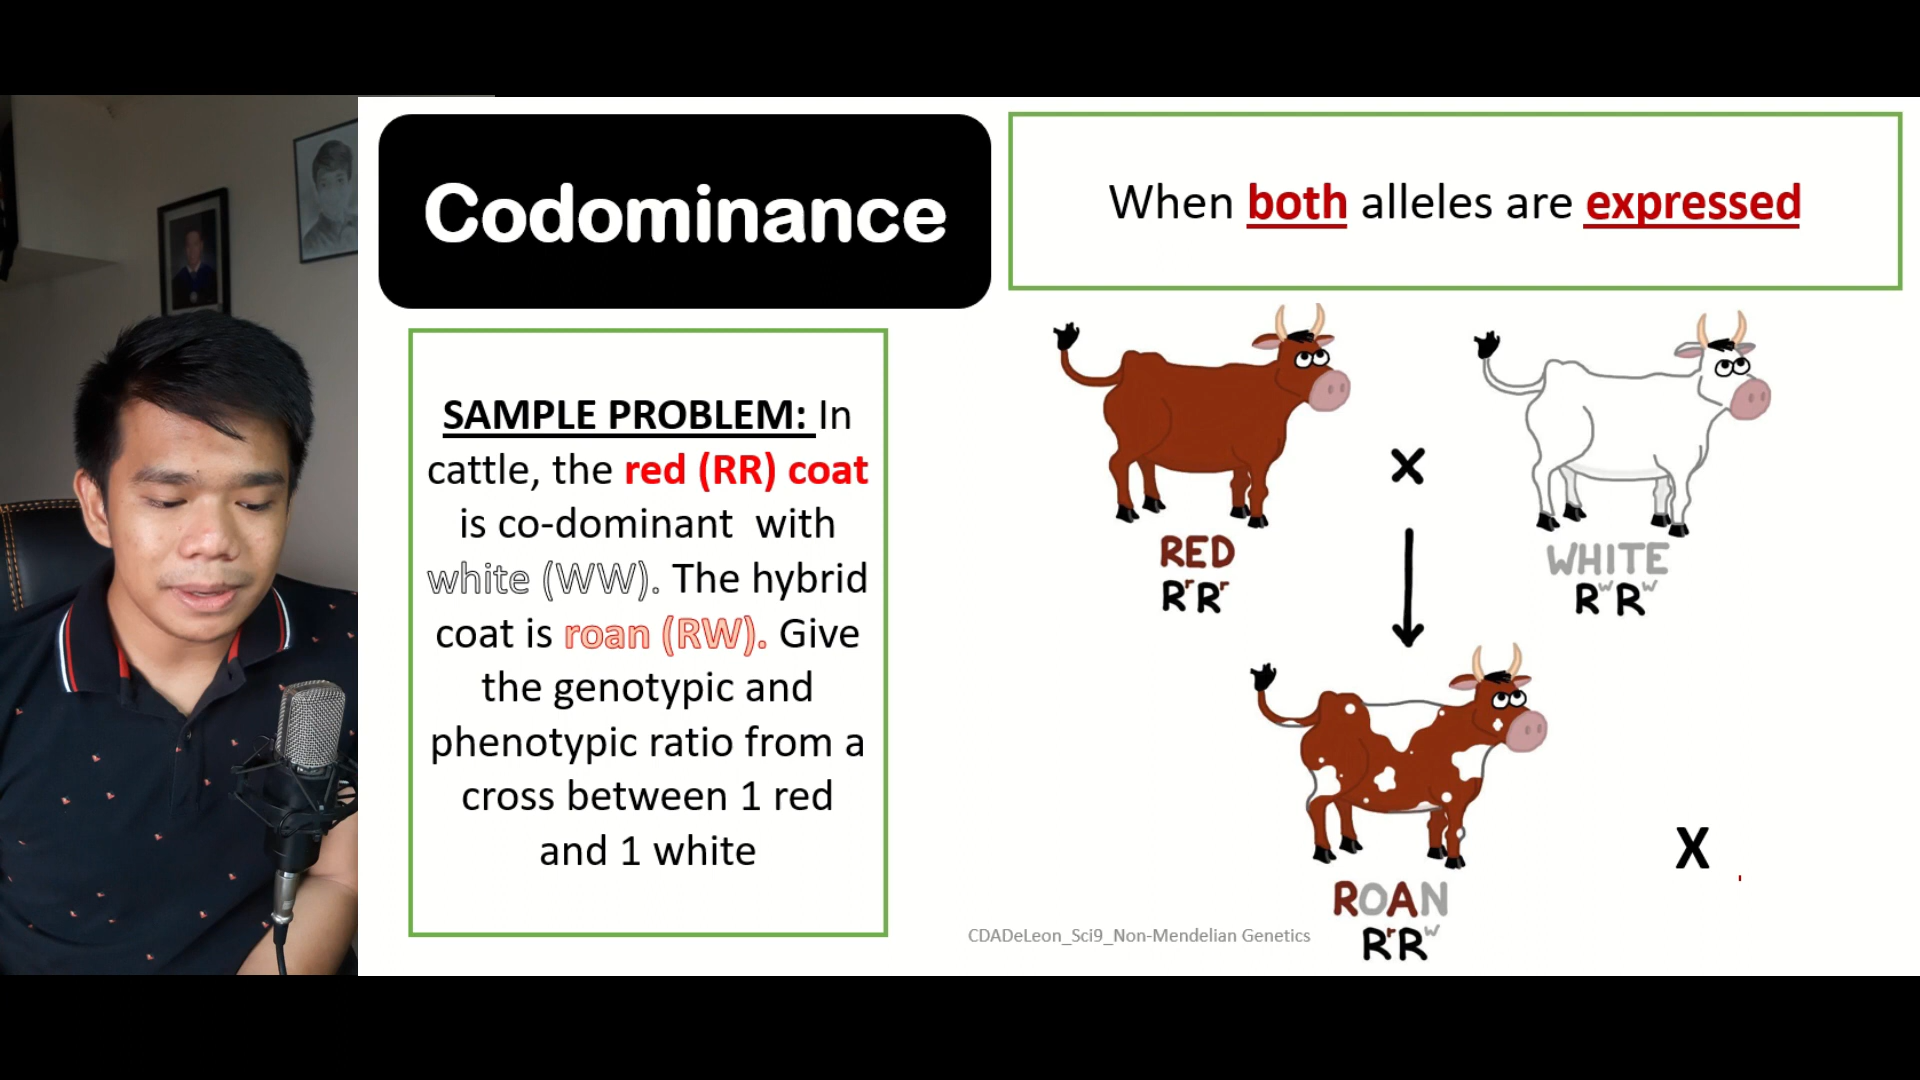 Codominance
When both alleles are expressed
SAMPLE PROBLEM: In
cattle, the red (RR) coat
is co-dominant with
white (WW). The hybrid
coat is roan (RW). Give
the genotypic and
phenotypic ratio from a
cross between 1 red
and 1 white
X
RED
RʳRʳ
WHITE
RʷRʷ
ROAN
RʳRʷ
X
CDADeLeon_Sci9_Non-Mendelian Genetics